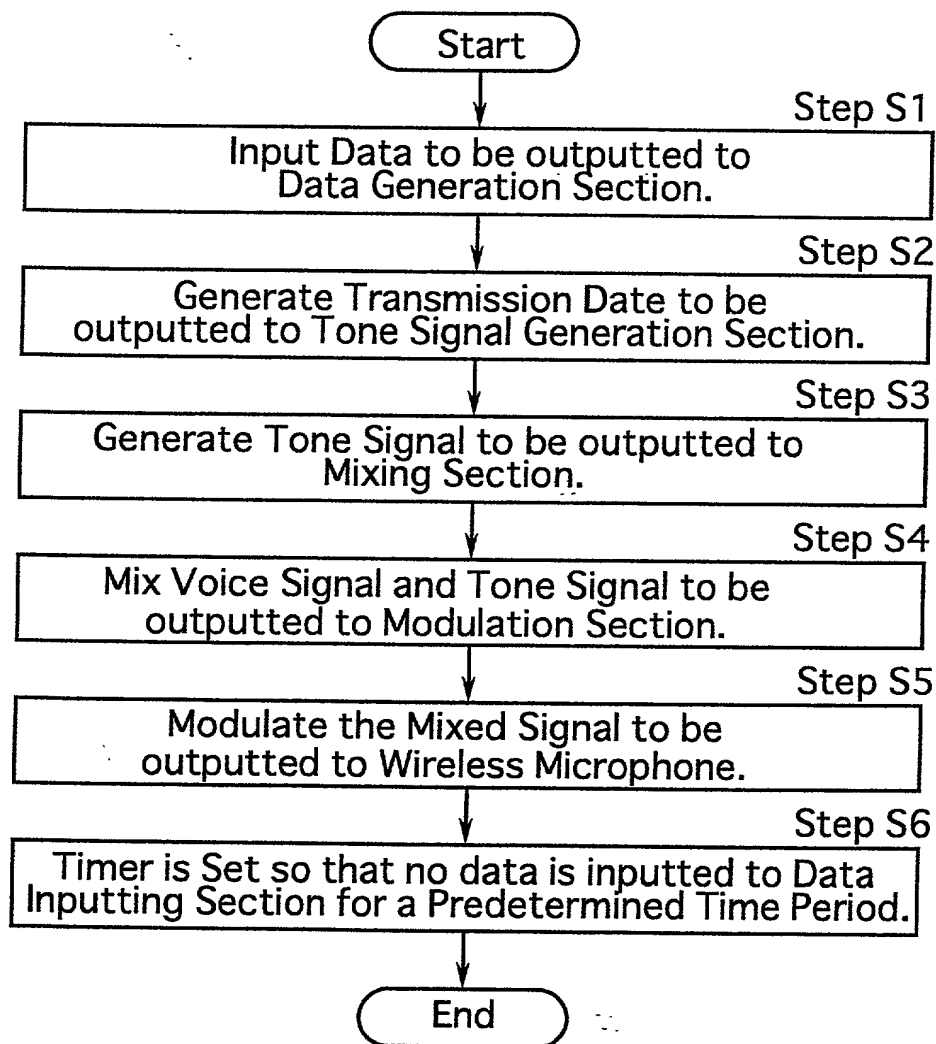 Start
Step S1
Input Data to be outputted to
Data Generation Section.
Step S2
Generate Transmission Date to be
outputted to Tone Signal Generation Section.
Step S3
Generate Tone Signal to be outputted to
Mixing Section.
Step S4
Mix Voice Signal and Tone Signal to be
outputted to Modulation Section.
Step S5
Modulate the Mixed Signal to be
outputted to Wireless Microphone.
Step S6
Timer is Set so that no data is inputted to Data
Inputting Section for a Predetermined Time Period.
End